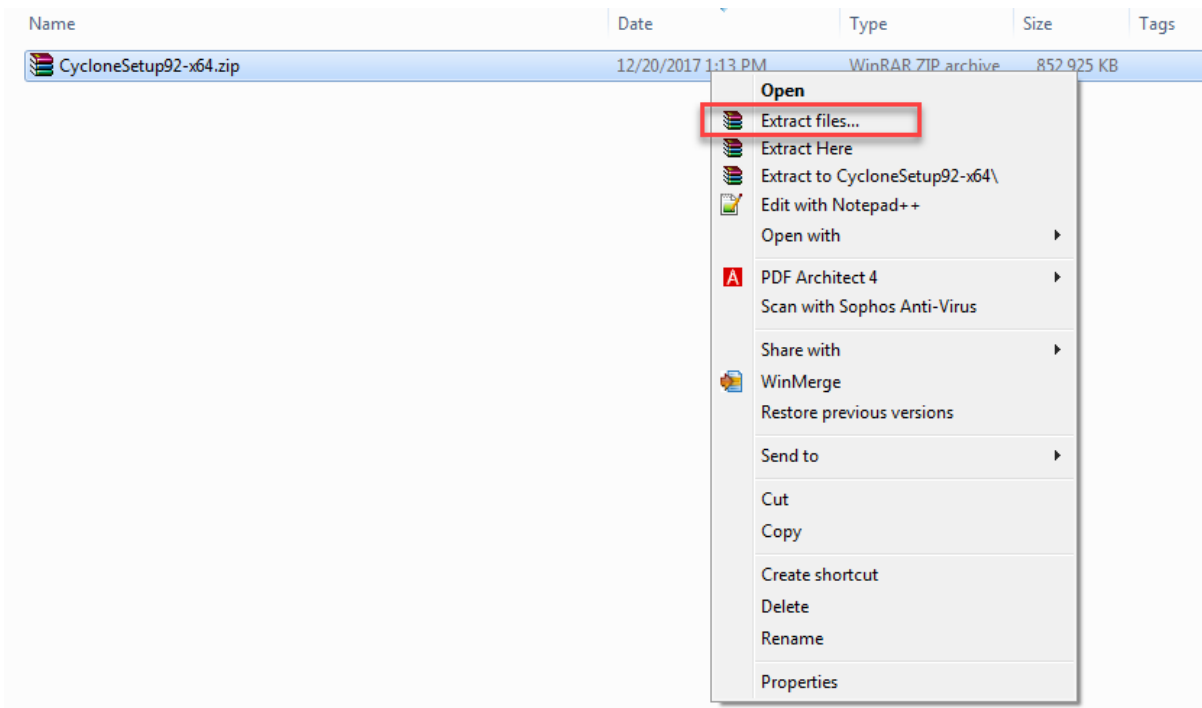 Name Date Type Size Tags
CycloneSetup92-x64.zip 12/20/2017 1:13 PM WinRAR ZIP archive 852 925 KB
Open
Extract files...
Extract Here
Extract to CycloneSetup92-x64\
Edit with Notepad++
Open with
PDF Architect 4
Scan with Sophos Anti-Virus
Share with
WinMerge
Restore previous versions
Send to
Cut
Copy
Create shortcut
Delete
Rename
Properties